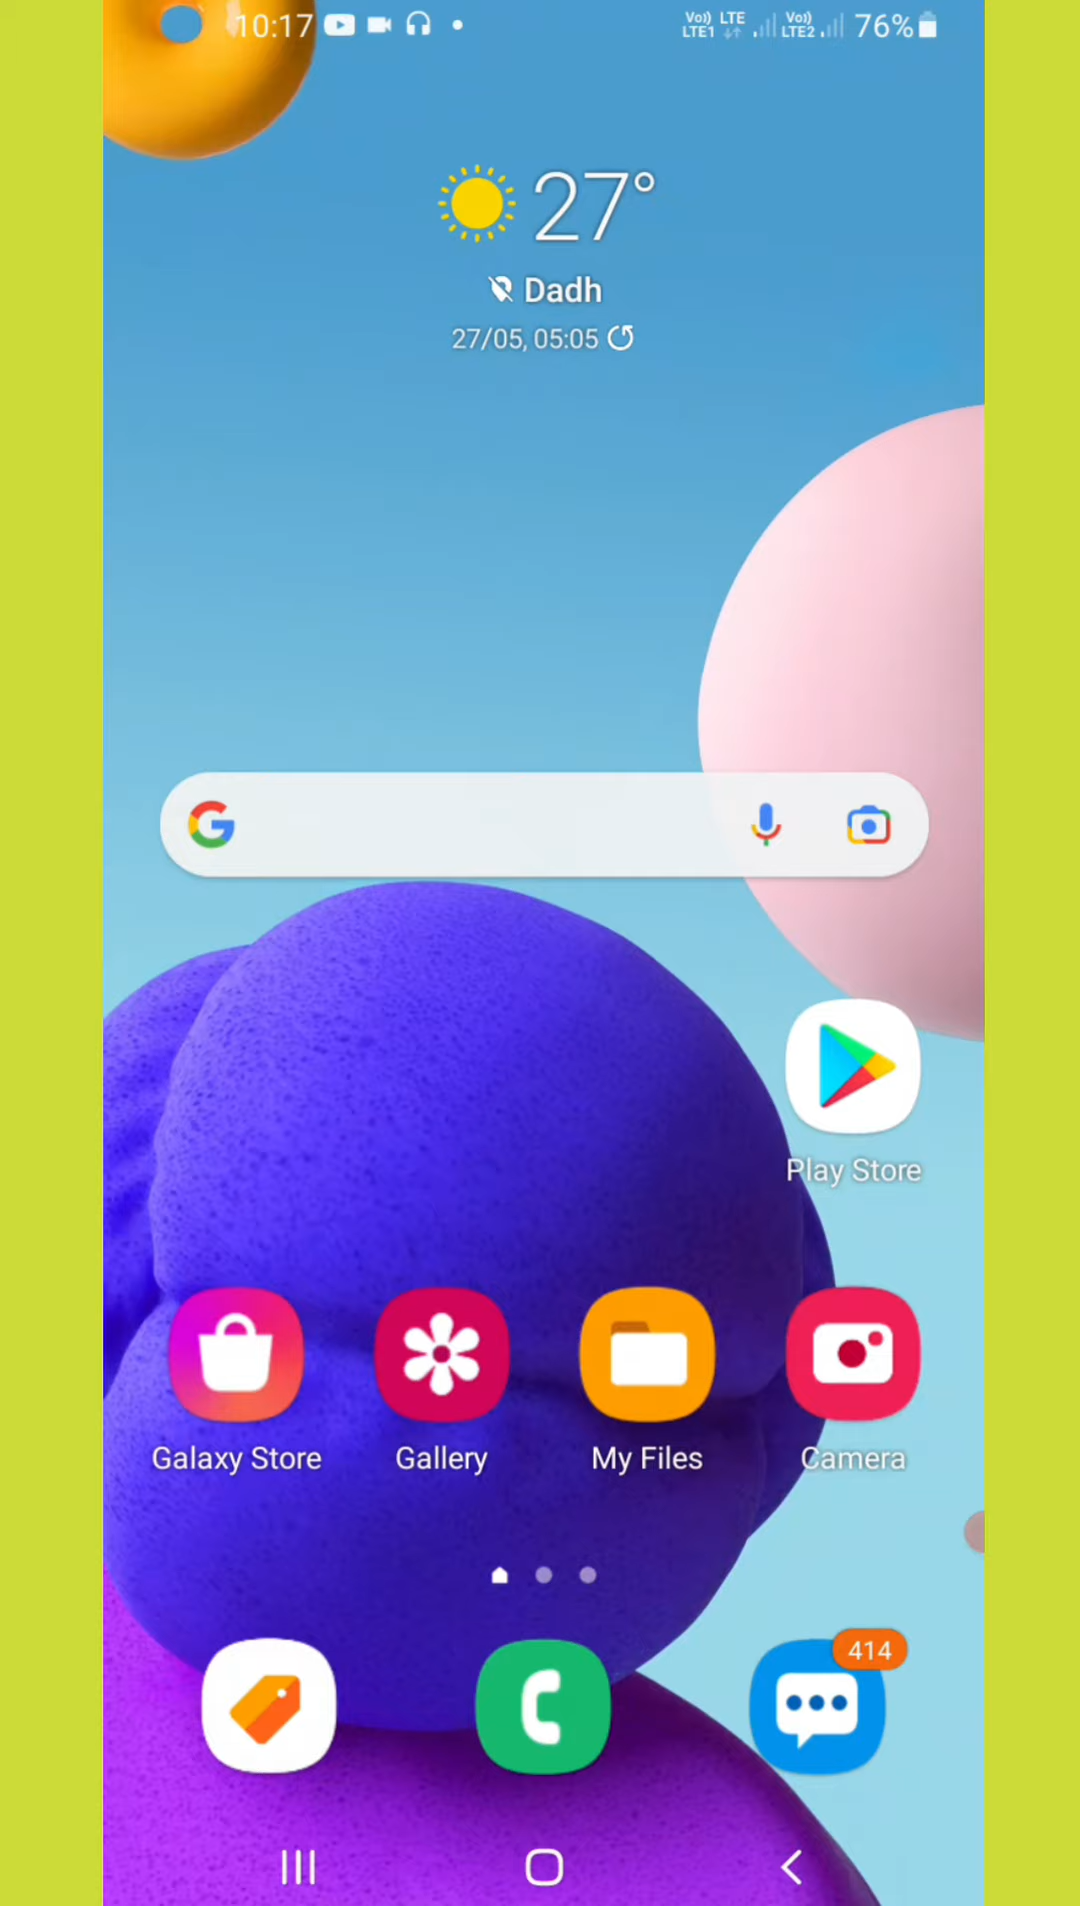 10:17
Vo) LTE
LTE1
Vo)
LTE2
76%
27°
Dadh
27/05, 05:05
G
Play Store
Galaxy Store
Gallery
My Files
Camera
414